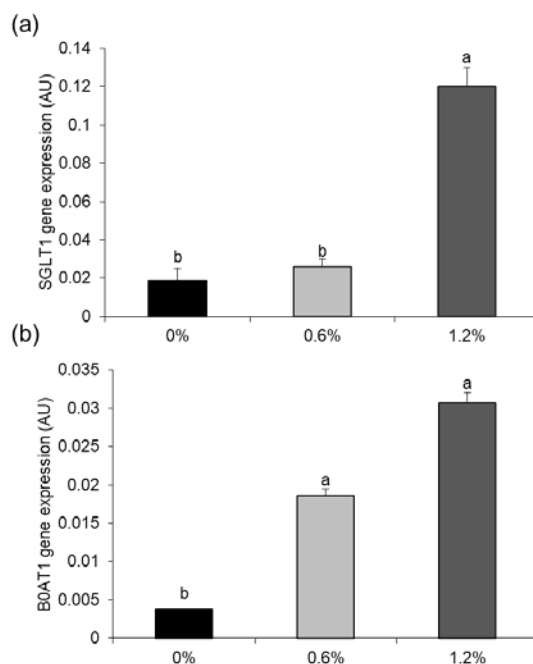 (a)
SGLT1 gene expression (AU)
0.14
0.12
0.1
0.08
0.06
0.04
0.02
0
b
b
a
0% 0.6% 1.2%
(b)
B0AT1 gene expression (AU)
0.035
0.03
0.025
0.02
0.015
0.01
0.005
0
b
a
a
0% 0.6% 1.2%